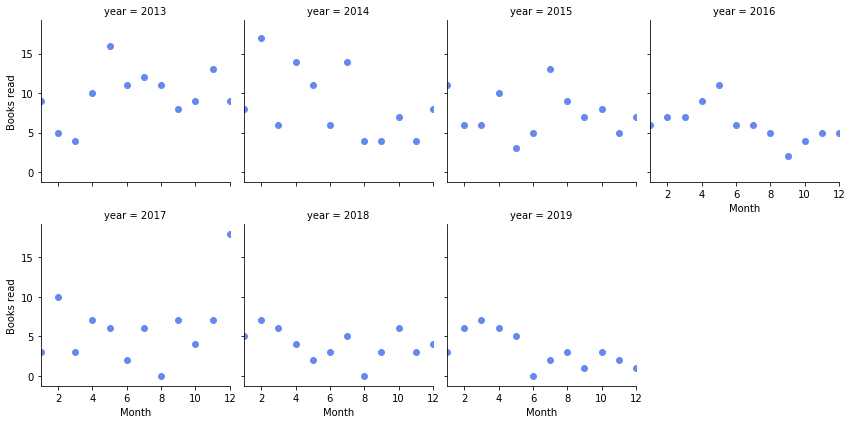 year = 2013
year = 2014
year = 2015
year = 2016
Books read
15
10
5
0
2 4 6 8 10 12
Month
year = 2017
year = 2018
year = 2019
Books read
15
10
5
0
2 4 6 8 10 12
2 4 6 8 10 12
2 4 6 8 10 12
Month
Month
Month